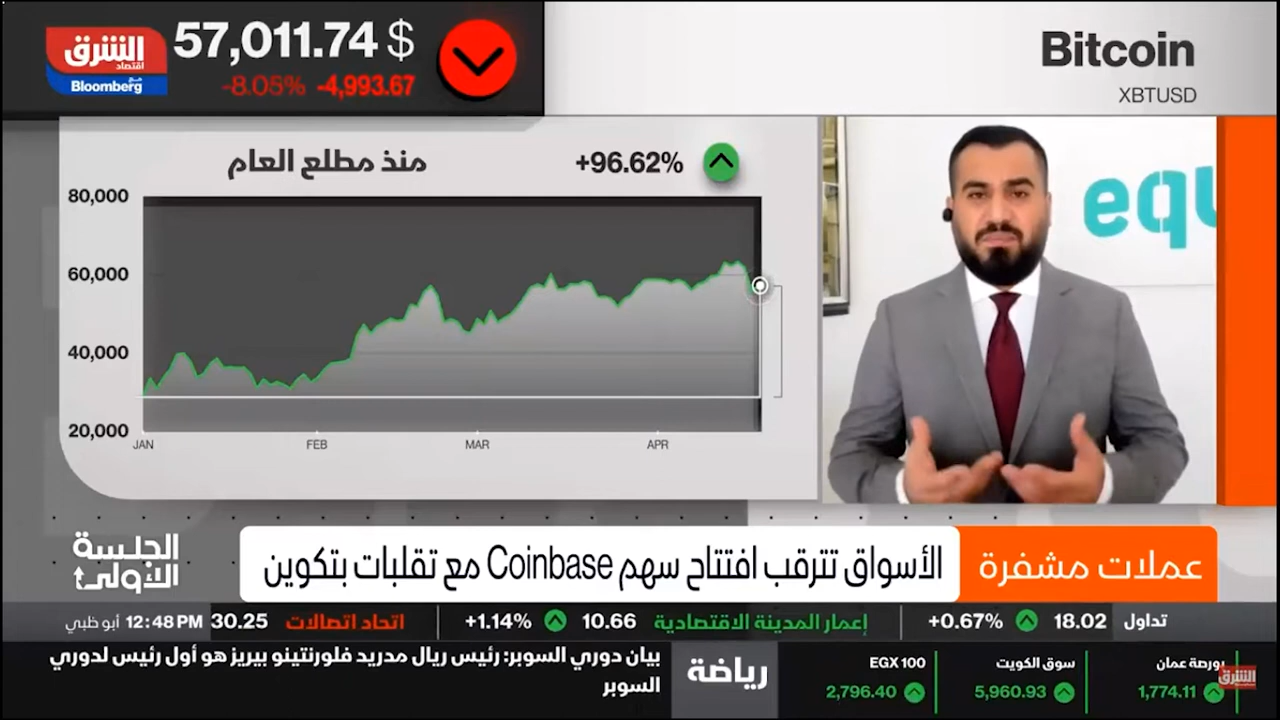 الشرق
اقتصاد
مع
Bloomberg
57,011.74 $
-8.05% -4,993.67
Bitcoin
XBTUSD
منذ مطلع العام
+96.62%
80,000
60,000
40,000
20,000
JAN FEB MAR APR
equ
عملات مشفرة
الأسواق تترقب افتتاح سهم Coinbase مع تقلبات بتكوين
الجلسة
الأولى
تداول 18.02 +0.67%
إعمار المدينة الاقتصادية 10.66 +1.14%
اتحاد اتصالات 30.25
12:48 PM أبو ظبي
بورصة عمان
1,774.11
سوق الكويت
5,960.93
EGX 100
2,796.40
رياضة
بيان دوري السوبر: رئيس ريال مدريد فلورنتينو بيريز هو أول رئيس لدوري
السوبر
الشرق